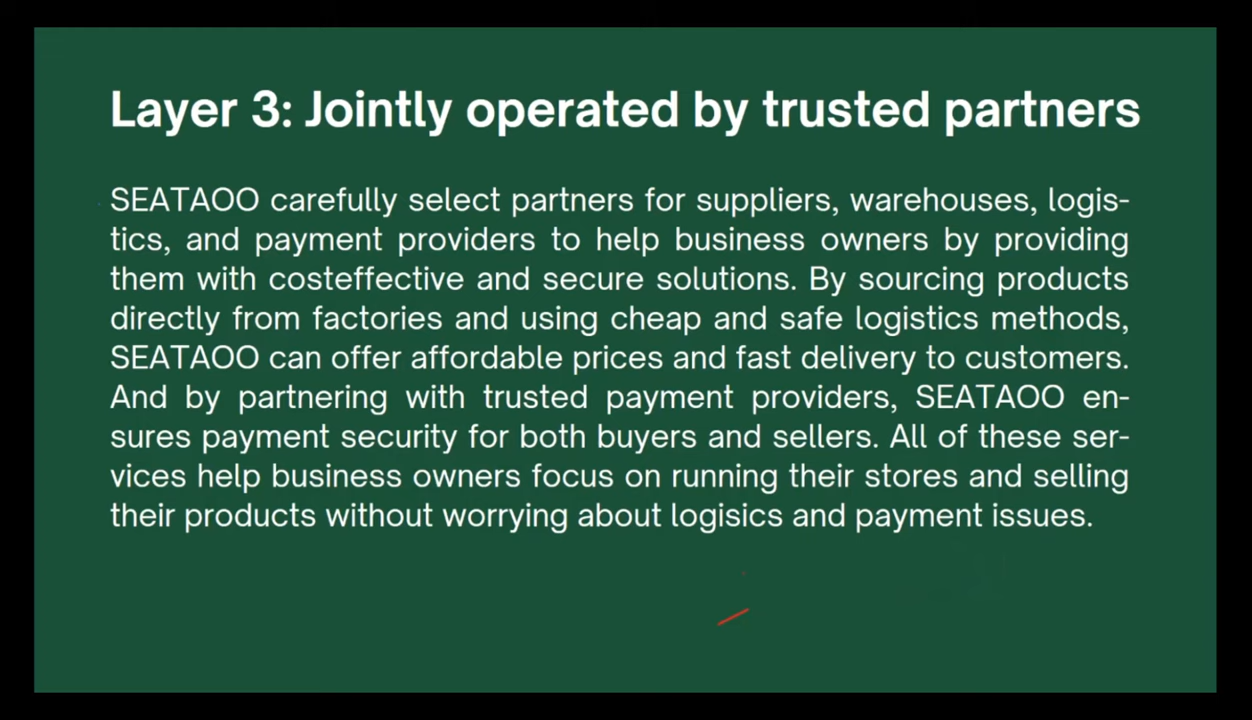 Layer 3: Jointly operated by trusted partners
SEATAOO carefully select partners for suppliers, warehouses, logis-
tics, and payment providers to help business owners by providing
them with costeffective and secure solutions. By sourcing products
directly from factories and using cheap and safe logistics methods,
SEATAOO can offer affordable prices and fast delivery to customers.
And by partnering with trusted payment providers, SEATAOO en-
sures payment security for both buyers and sellers. All of these ser-
vices help business owners focus on running their stores and selling
their products without worrying about logisics and payment issues.